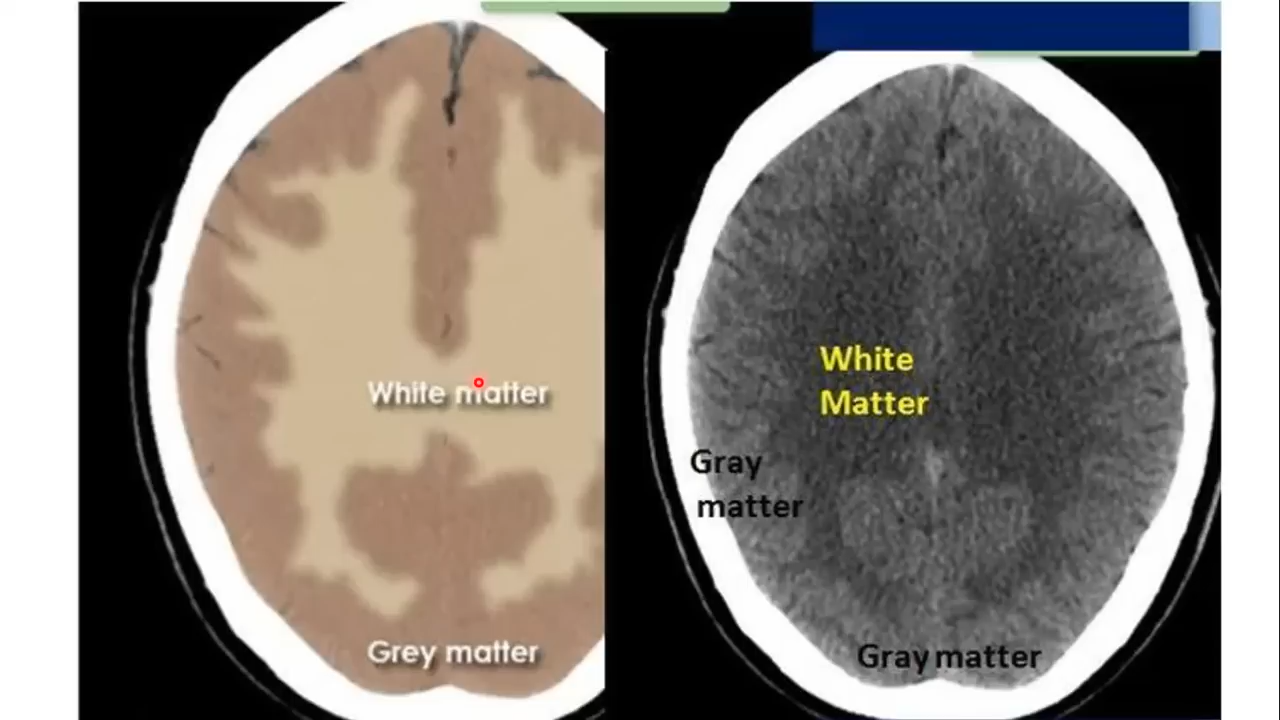 White matter
Grey matter
White
Matter
Gray
matter
Gray matter